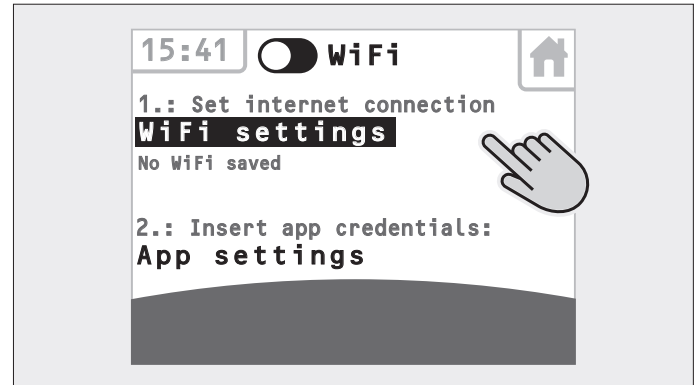 15:41 WiFi
1.: Set internet connection
WiFi settings
No WiFi saved
2.: Insert app credentials:
App settings